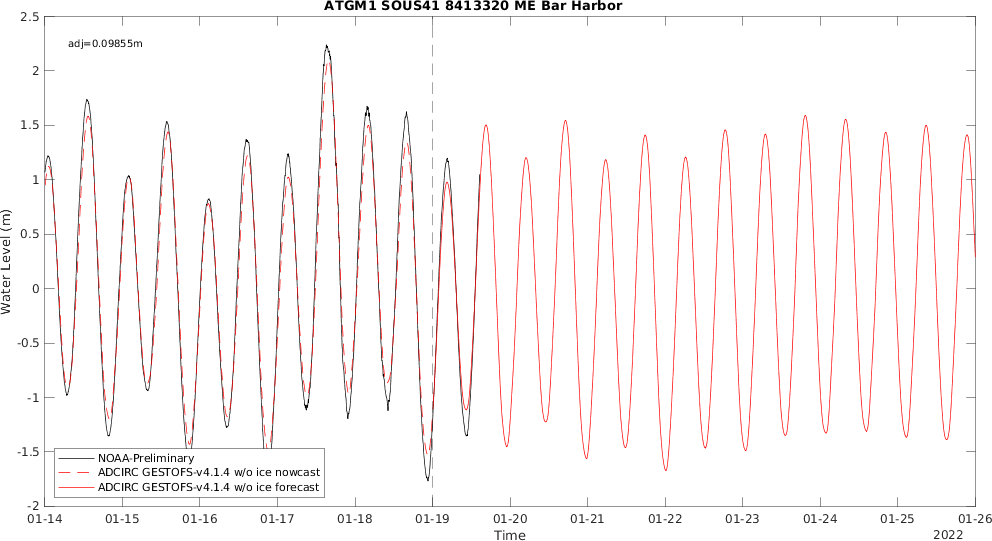 ATGM1 SOUS41 8413320 ME Bar Harbor
adj=0.09855m
2.5
2
1.5
1
0.5
0
-0.5
-1
-1.5
-2
Water Level (m)
NOAA-Preliminary
ADCIRC GESTOFS-v4.1.4 w/o ice nowcast
ADCIRC GESTOFS-v4.1.4 w/o ice forecast
01-14 01-15 01-16 01-17 01-18 01-19 01-20 01-21 01-22 01-23 01-24 01-25 01-26
Time
2022